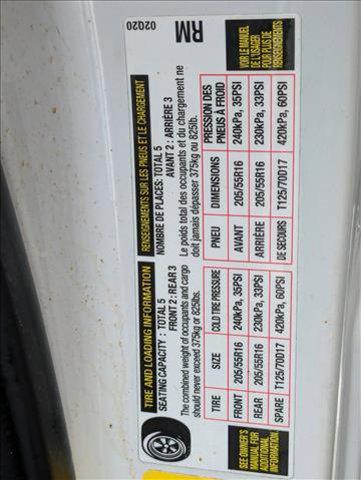 TIRE AND LOADING INFORMATION
SEATING CAPACITY : TOTAL 5
FRONT 2 : REAR 3
The combined weight of occupants and cargo
should never exceed 375kg or 825lbs.
TIRE SIZE COLD TIRE PRESSURE
FRONT 205/55R16 240kPa, 35PSI
REAR 205/55R16 230kPa, 33PSI
SPARE T125/70D17 420kPa, 60PSI
SEE OWNER'S
MANUAL FOR
ADDITIONAL
INFORMATION
RENSEIGNEMENTS SUR LES PNEUS ET LE CHARGEMENT
NOMBRE DE PLACES: TOTAL 5
AVANT 2 : ARRIÈRE 3
Le poids total des occupants et du chargement ne
doit jamais dépasser 375kg ou 825lb.
PNEU DIMENSIONS PRESSION DES
PNEUS À FROID
AVANT 205/55R16 240kPa, 35PSI
ARRIÈRE 205/55R16 230kPa, 33PSI
DE SECOURS T125/70D17 420kPa, 60PSI
VOIR LE MANUEL
DE L'USAGER
POUR PLUS DE
RENSEIGNEMENTS
02Q20
RM